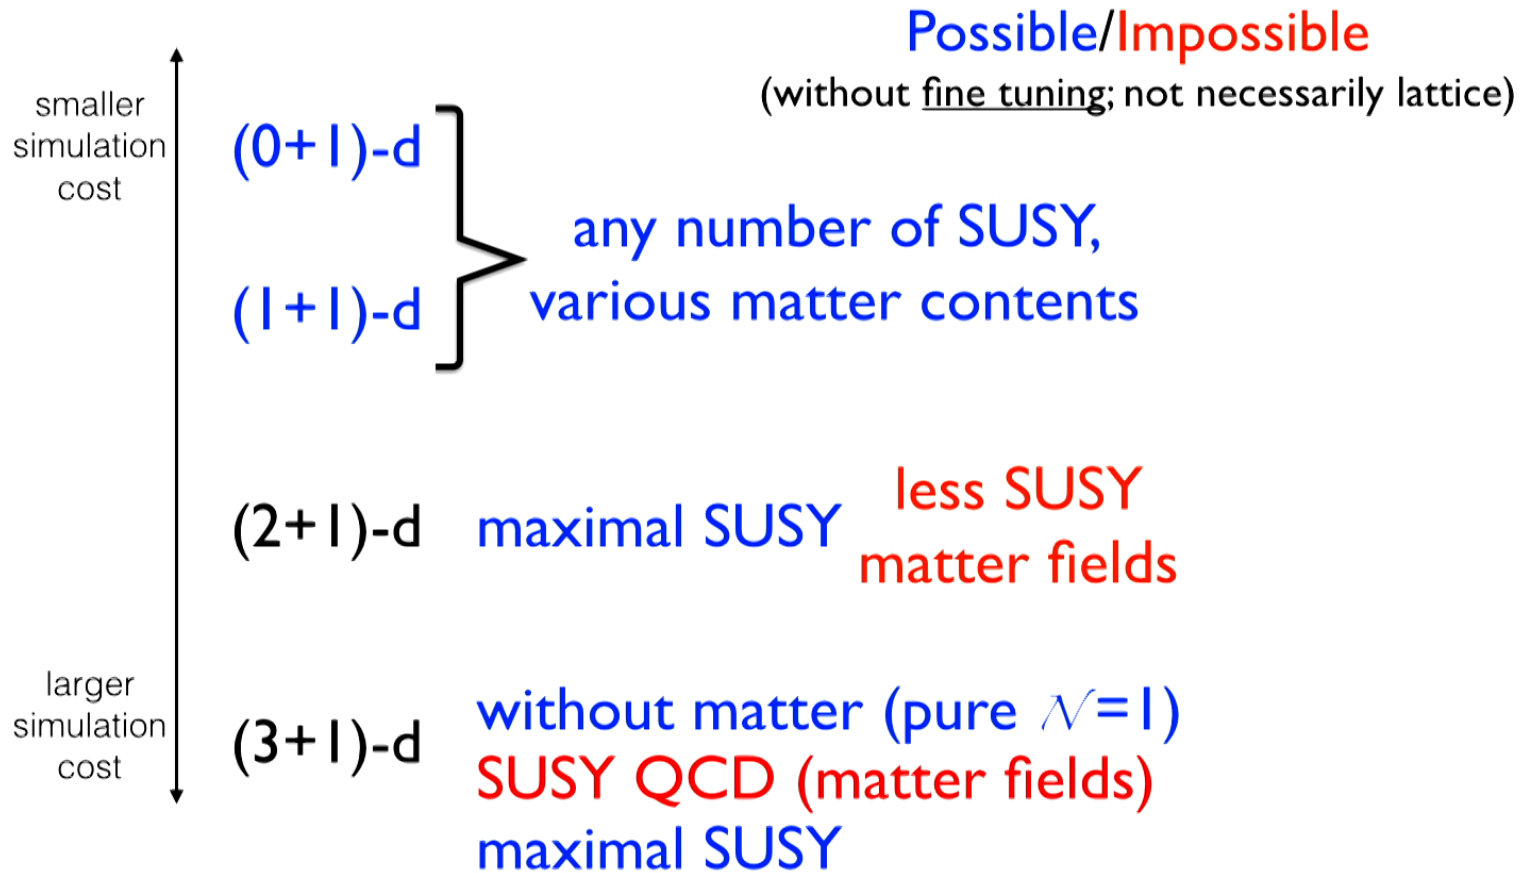 Possible/Impossible
(without fine tuning; not necessarily lattice)
smaller
simulation
cost
(0+1)-d
(1+1)-d
any number of SUSY,
various matter contents
(2+1)-d maximal SUSY
less SUSY
matter fields
larger
simulation
cost
(3+1)-d
without matter (pure 𝒩=1)
SUSY QCD (matter fields)
maximal SUSY